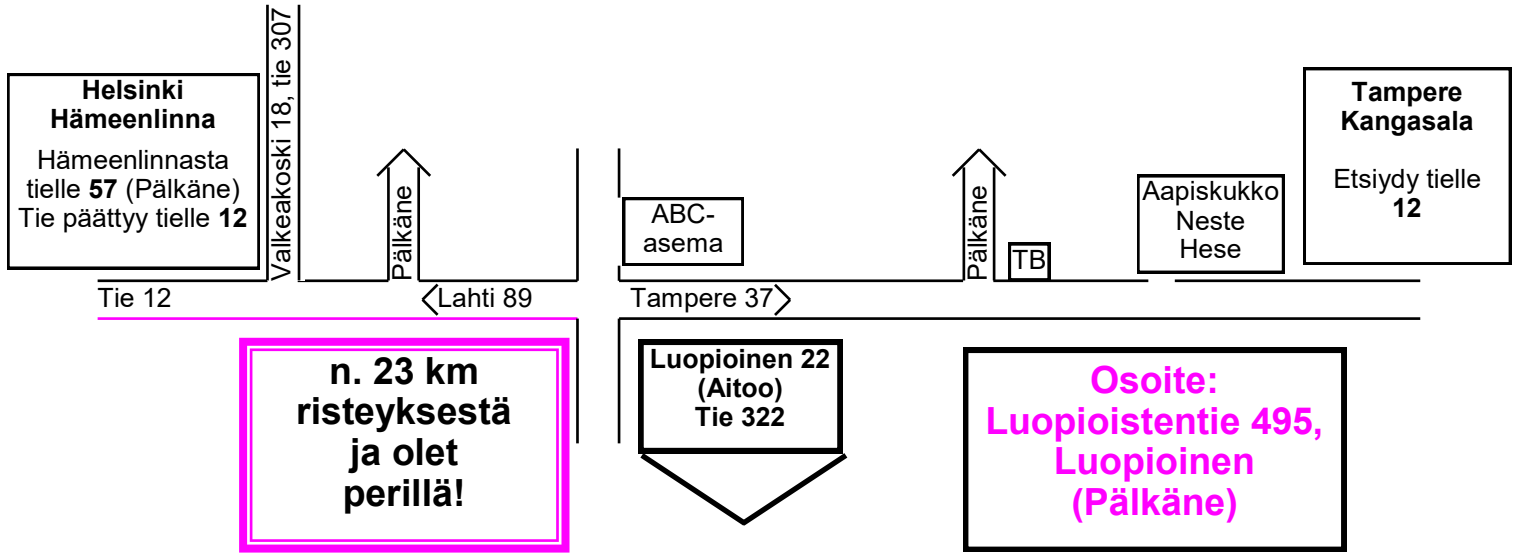 Helsinki
Hämeenlinna
Hämeenlinnasta
tielle 57 (Pälkäne)
Tie päättyy tielle 12
Valkeakoski 18, tie 307
Pälkäne
ABC-
asema
Pälkäne
TB
Aapiskukko
Neste
Hese
Tampere
Kangasala
Etsiydy tielle
12
Tie 12
Lahti 89
Tampere 37
n. 23 km
risteyksestä
ja olet
perillä!
Luopioinen 22
(Aitoo)
Tie 322
Osoite:
Luopioistentie 495,
Luopioinen
(Pälkäne)